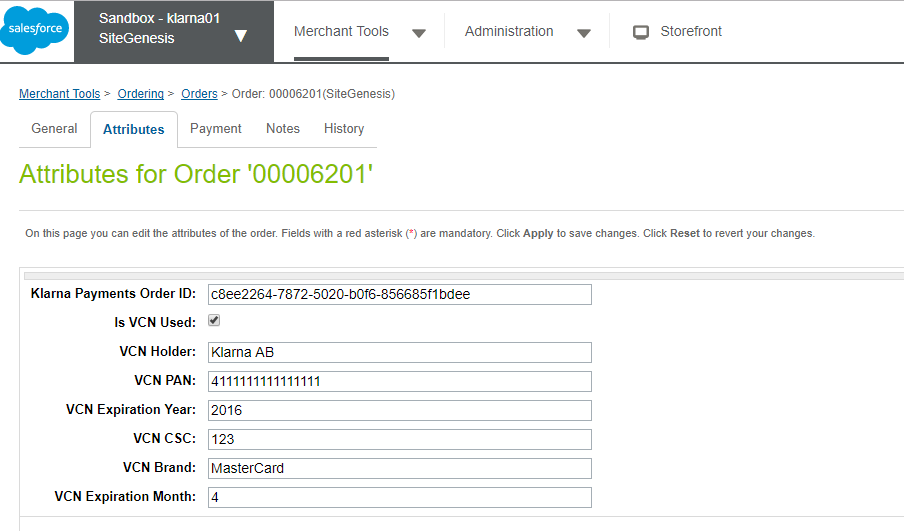 salesforce
Sandbox - klarna01
SiteGenesis
Merchant Tools
Administration
Storefront
Merchant Tools > Ordering > Orders > Order: 00006201(SiteGenesis)
General Attributes Payment Notes History
Attributes for Order '00006201'
On this page you can edit the attributes of the order. Fields with a red asterisk (*) are mandatory. Click Apply to save changes. Click Reset to revert your changes.
Klarna Payments Order ID: c8ee2264-7872-5020-b0f6-856685f1bdee
Is VCN Used:
VCN Holder: Klarna AB
VCN PAN: 4111111111111111
VCN Expiration Year: 2016
VCN CSC: 123
VCN Brand: MasterCard
VCN Expiration Month: 4